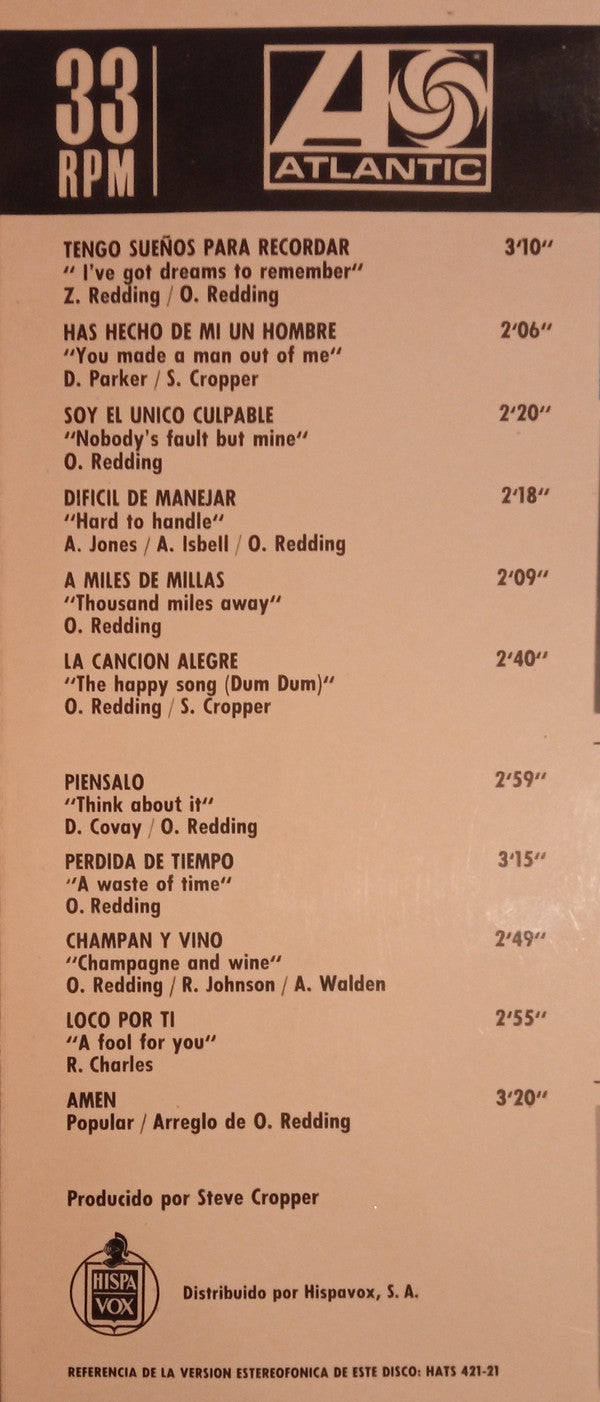 33
RPM
ATLANTIC
TENGO SUEÑOS PARA RECORDAR 3'10"
" I've got dreams to remember"
Z. Redding / O. Redding
HAS HECHO DE MI UN HOMBRE 2'06"
"You made a man out of me"
D. Parker / S. Cropper
SOY EL UNICO CULPABLE 2'20"
"Nobody's fault but mine"
O. Redding
DIFICIL DE MANEJAR 2'18"
"Hard to handle"
A. Jones / A. Isbell / O. Redding
A MILES DE MILLAS 2'09"
"Thousand miles away"
O. Redding
LA CANCION ALEGRE 2'40"
"The happy song (Dum Dum)"
O. Redding / S. Cropper
PIENSALO 2'59"
"Think about it"
D. Covay / O. Redding
PERDIDA DE TIEMPO 3'15"
"A waste of time"
O. Redding
CHAMPAN Y VINO 2'49"
"Champagne and wine"
O. Redding / R. Johnson / A. Walden
LOCO POR TI 2'55"
"A fool for you"
R. Charles
AMEN 3'20"
Popular / Arreglo de O. Redding
Producido por Steve Cropper
HISPA
VOX
Distribuido por Hispavox, S. A.
REFERENCIA DE LA VERSION ESTEREOFONICA DE ESTE DISCO: HATS 421-21